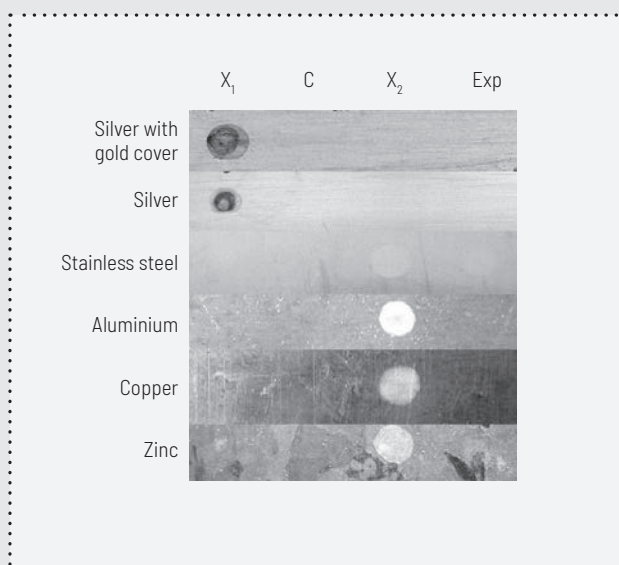 X₁ C X₂ Exp
Silver with
gold cover
Silver
Stainless steel
Aluminium
Copper
Zinc